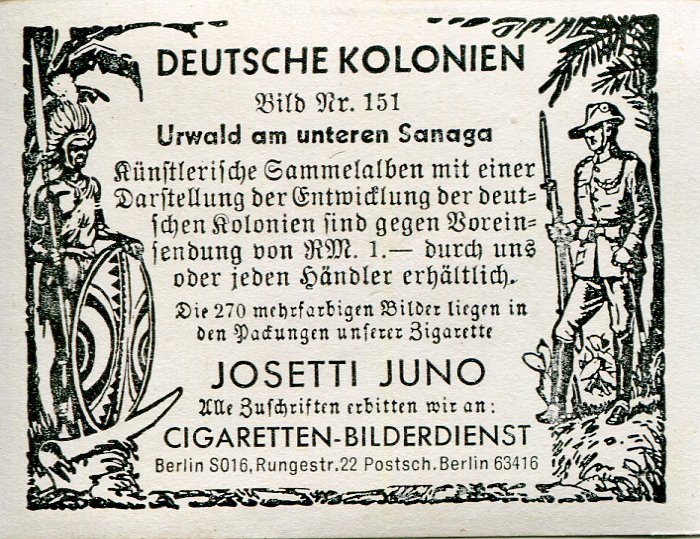 DEUTSCHE KOLONIEN
Bild Nr. 151
Urwald am unteren Sanaga
Künstlerische Sammelalben mit einer
Darstellung der Entwicklung der deut-
schen Kolonien sind gegen Vorein-
sendung von RM. 1.— durch uns
oder jeden Händler erhältlich.
Die 270 mehrfarbigen Bilder liegen in
den Packungen unserer Zigarette
JOSETTI JUNO
Alle Zuschriften erbitten wir an:
CIGARETTEN-BILDERDIENST
Berlin SO16, Rungestr. 22 Postsch. Berlin 63416